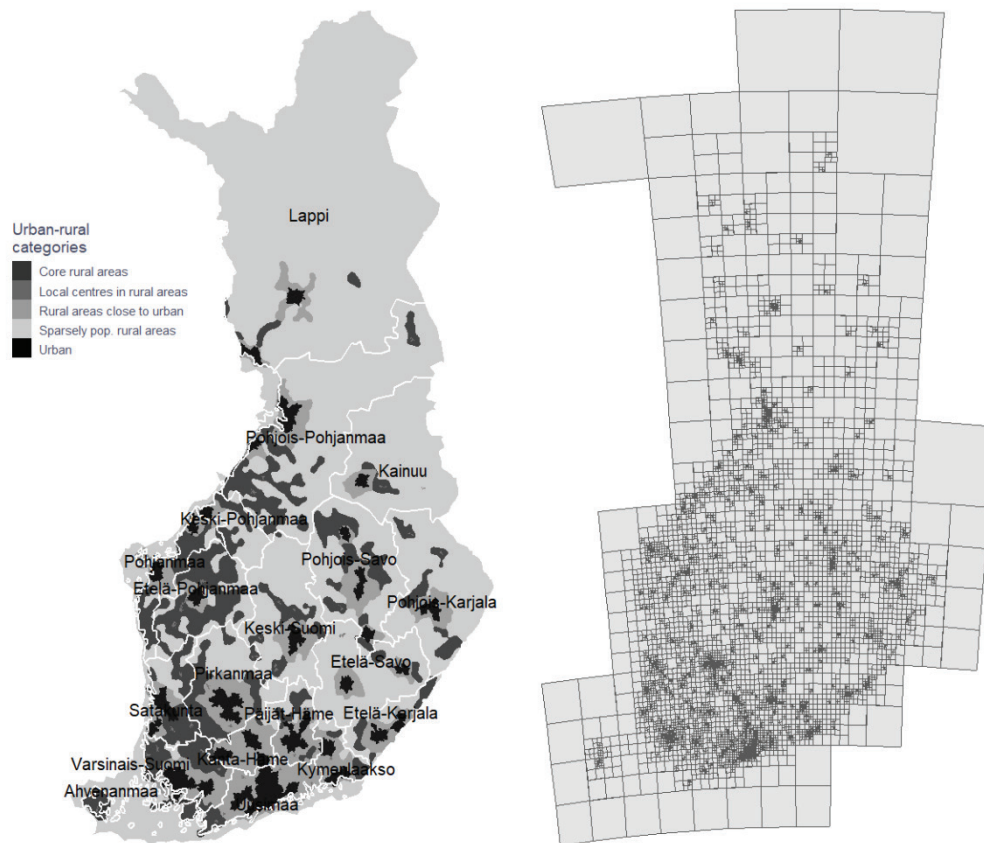 Lappi
Urban-rural
categories
Core rural areas
Local centres in rural areas
Rural areas close to urban
Sparsely pop. rural areas
Urban
Pohjois-Pohjanmaa
Kainuu
Keski-Pohjanmaa
Pohjanmaa
Pohjois-Savo
Etelä-Pohjanmaa
Pohjois-Karjala
Keski-Suomi
Etelä-Savo
Pirkanmaa
Satakunta
Päijät-Häme
Etelä-Karjala
Kanta-Häme
Varsinais-Suomi
Kymenlaakso
Ahvenanmaa
Uusimaa